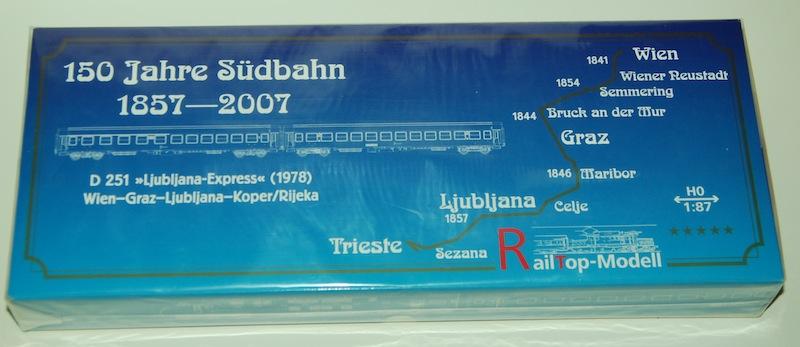 150 Jahre Südbahn
1857—2007
D 251 »Ljubljana-Express« (1978)
Wien–Graz–Ljubljana–Koper/Rijeka
1841 Wien
Wiener Neustadt
1854
Semmering
1844 Bruck an der Mur
Graz
1846 Maribor
Ljubljana
1857
Celje
Trieste
Sezana
H0
1:87
RailTop-Modell